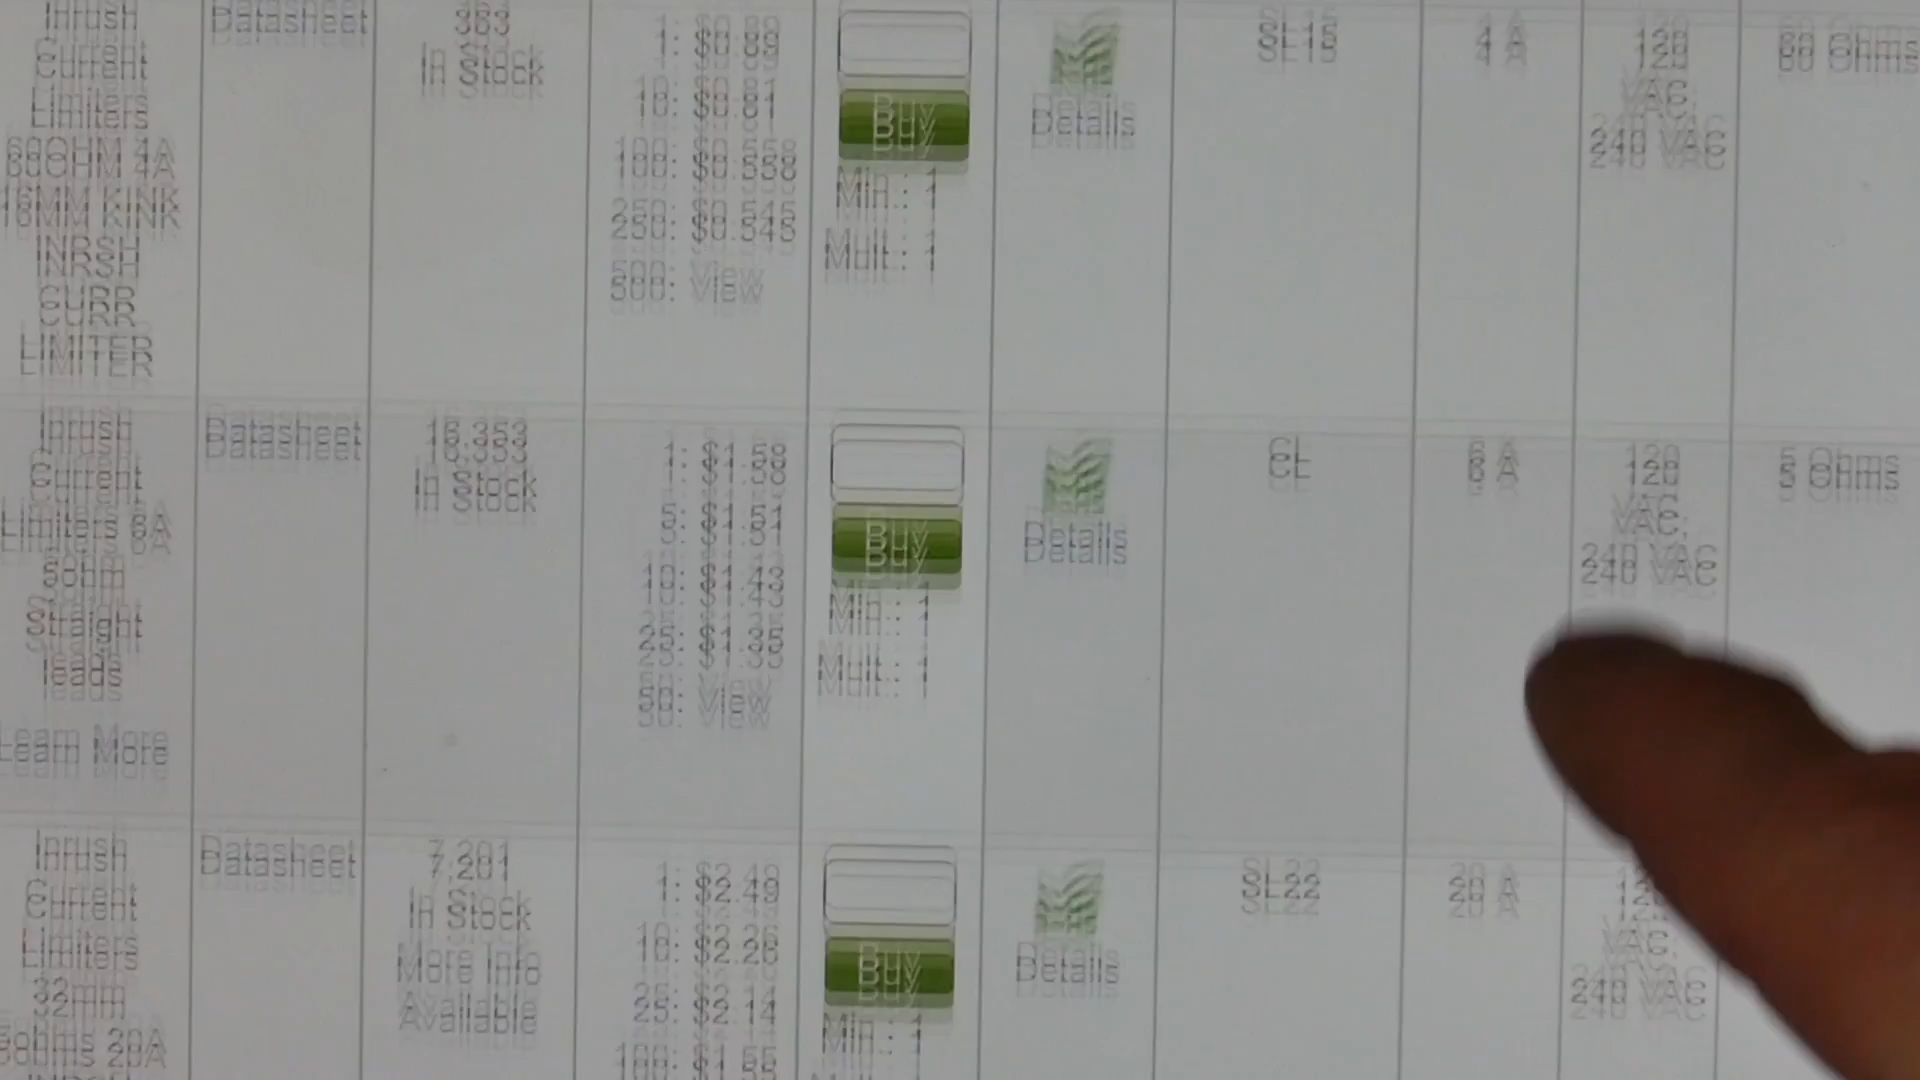 Inrush
Current
Limiters
60OHM 4A
16MM KINK
INRSH
CURR
LIMITER
Datasheet
363
In Stock
10: $0.81
100: $0.558
250: $0.545
500: View
Buy
Min.: 1
Mult.: 1
Details
SL15
4 A
120
VAC,
240 VAC
60 Ohms
Inrush
Current
Limiters 6A
5ohm
Straight
leads
Learn More
Datasheet
In Stock
1: $1.58
5: $1.51
10: $1.43
25: $1.35
50: View
Buy
Min.: 1
Mult.: 1
Details
CL
6 A
120
VAC,
240 VAC
5 Ohms
Inrush
Current
Limiters
32mm
20A
Datasheet
7,201
In Stock
More Info
Available
1: $2.49
10: $2.26
25: $2.14
100:
Buy
Min.: 1
Details
SL22
20 A
VAC,
240 VAC